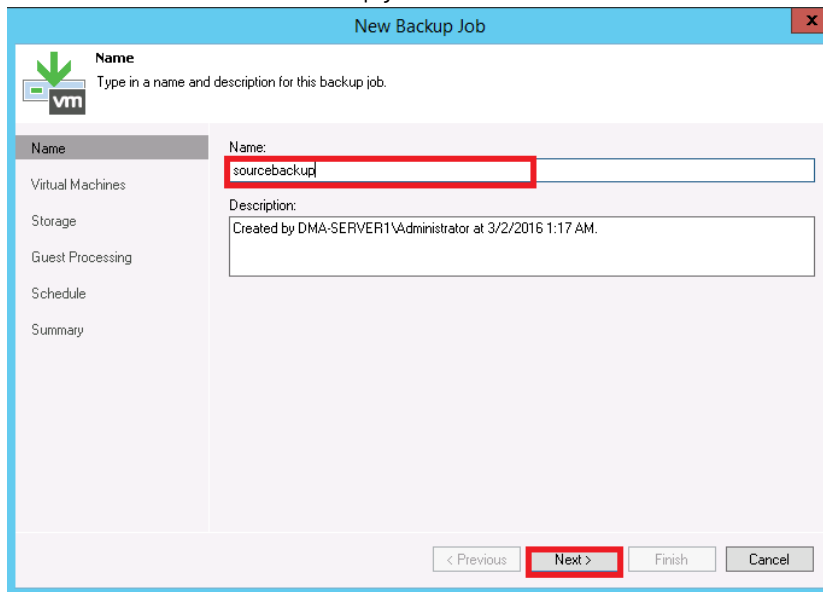 New Backup Job
x
Name
Type in a name and description for this backup job.
vm
Name
Virtual Machines
Storage
Guest Processing
Schedule
Summary
Name:
sourcebackup
Description:
Created by DMA-SERVER1\Administrator at 3/2/2016 1:17 AM.
< Previous Next > Finish Cancel